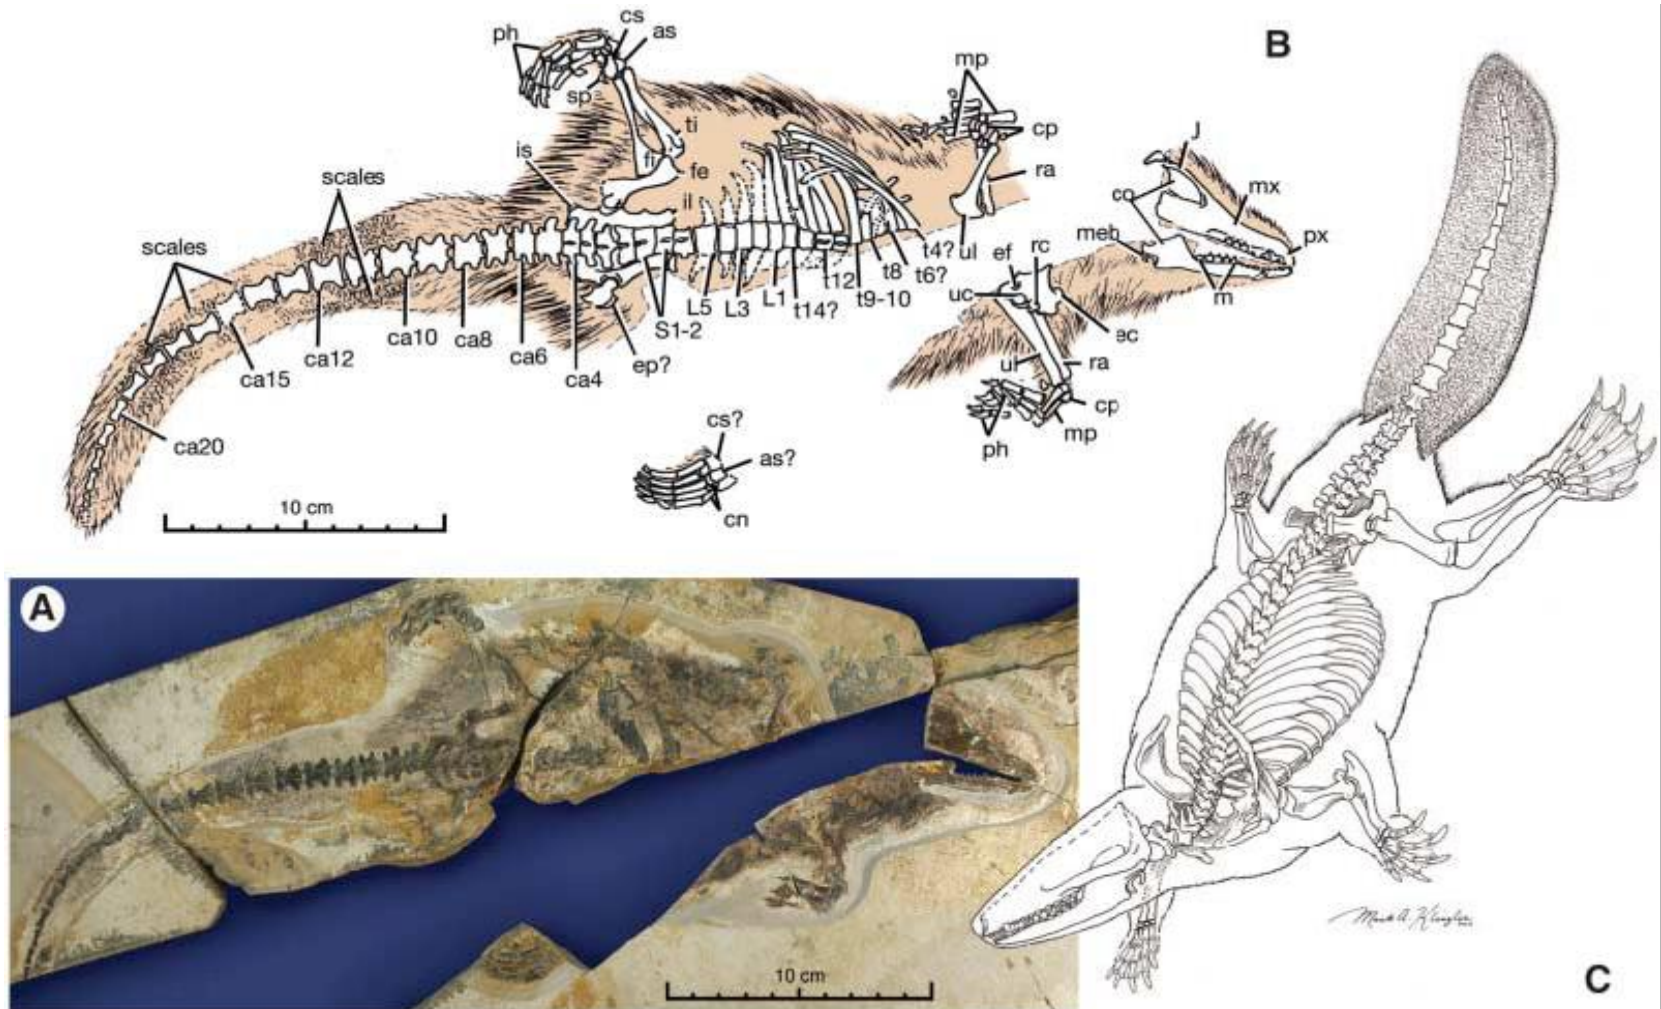 B
ph
cs
as
sp
mp
cp
ti
is
fi
fe
ra
J
scales
co
mx
il
scales
meb
px
t4?
ul
ef
rc
t6?
t8
m
t12
uc
L5
L3
L1
t9-10
t14?
S1-2
ec
ca10
ca8
ca6
ul
ra
ca12
ep?
ca15
ca4
cp
ph
mp
ca20
cs?
as?
10 cm
cn
A
10 cm
C